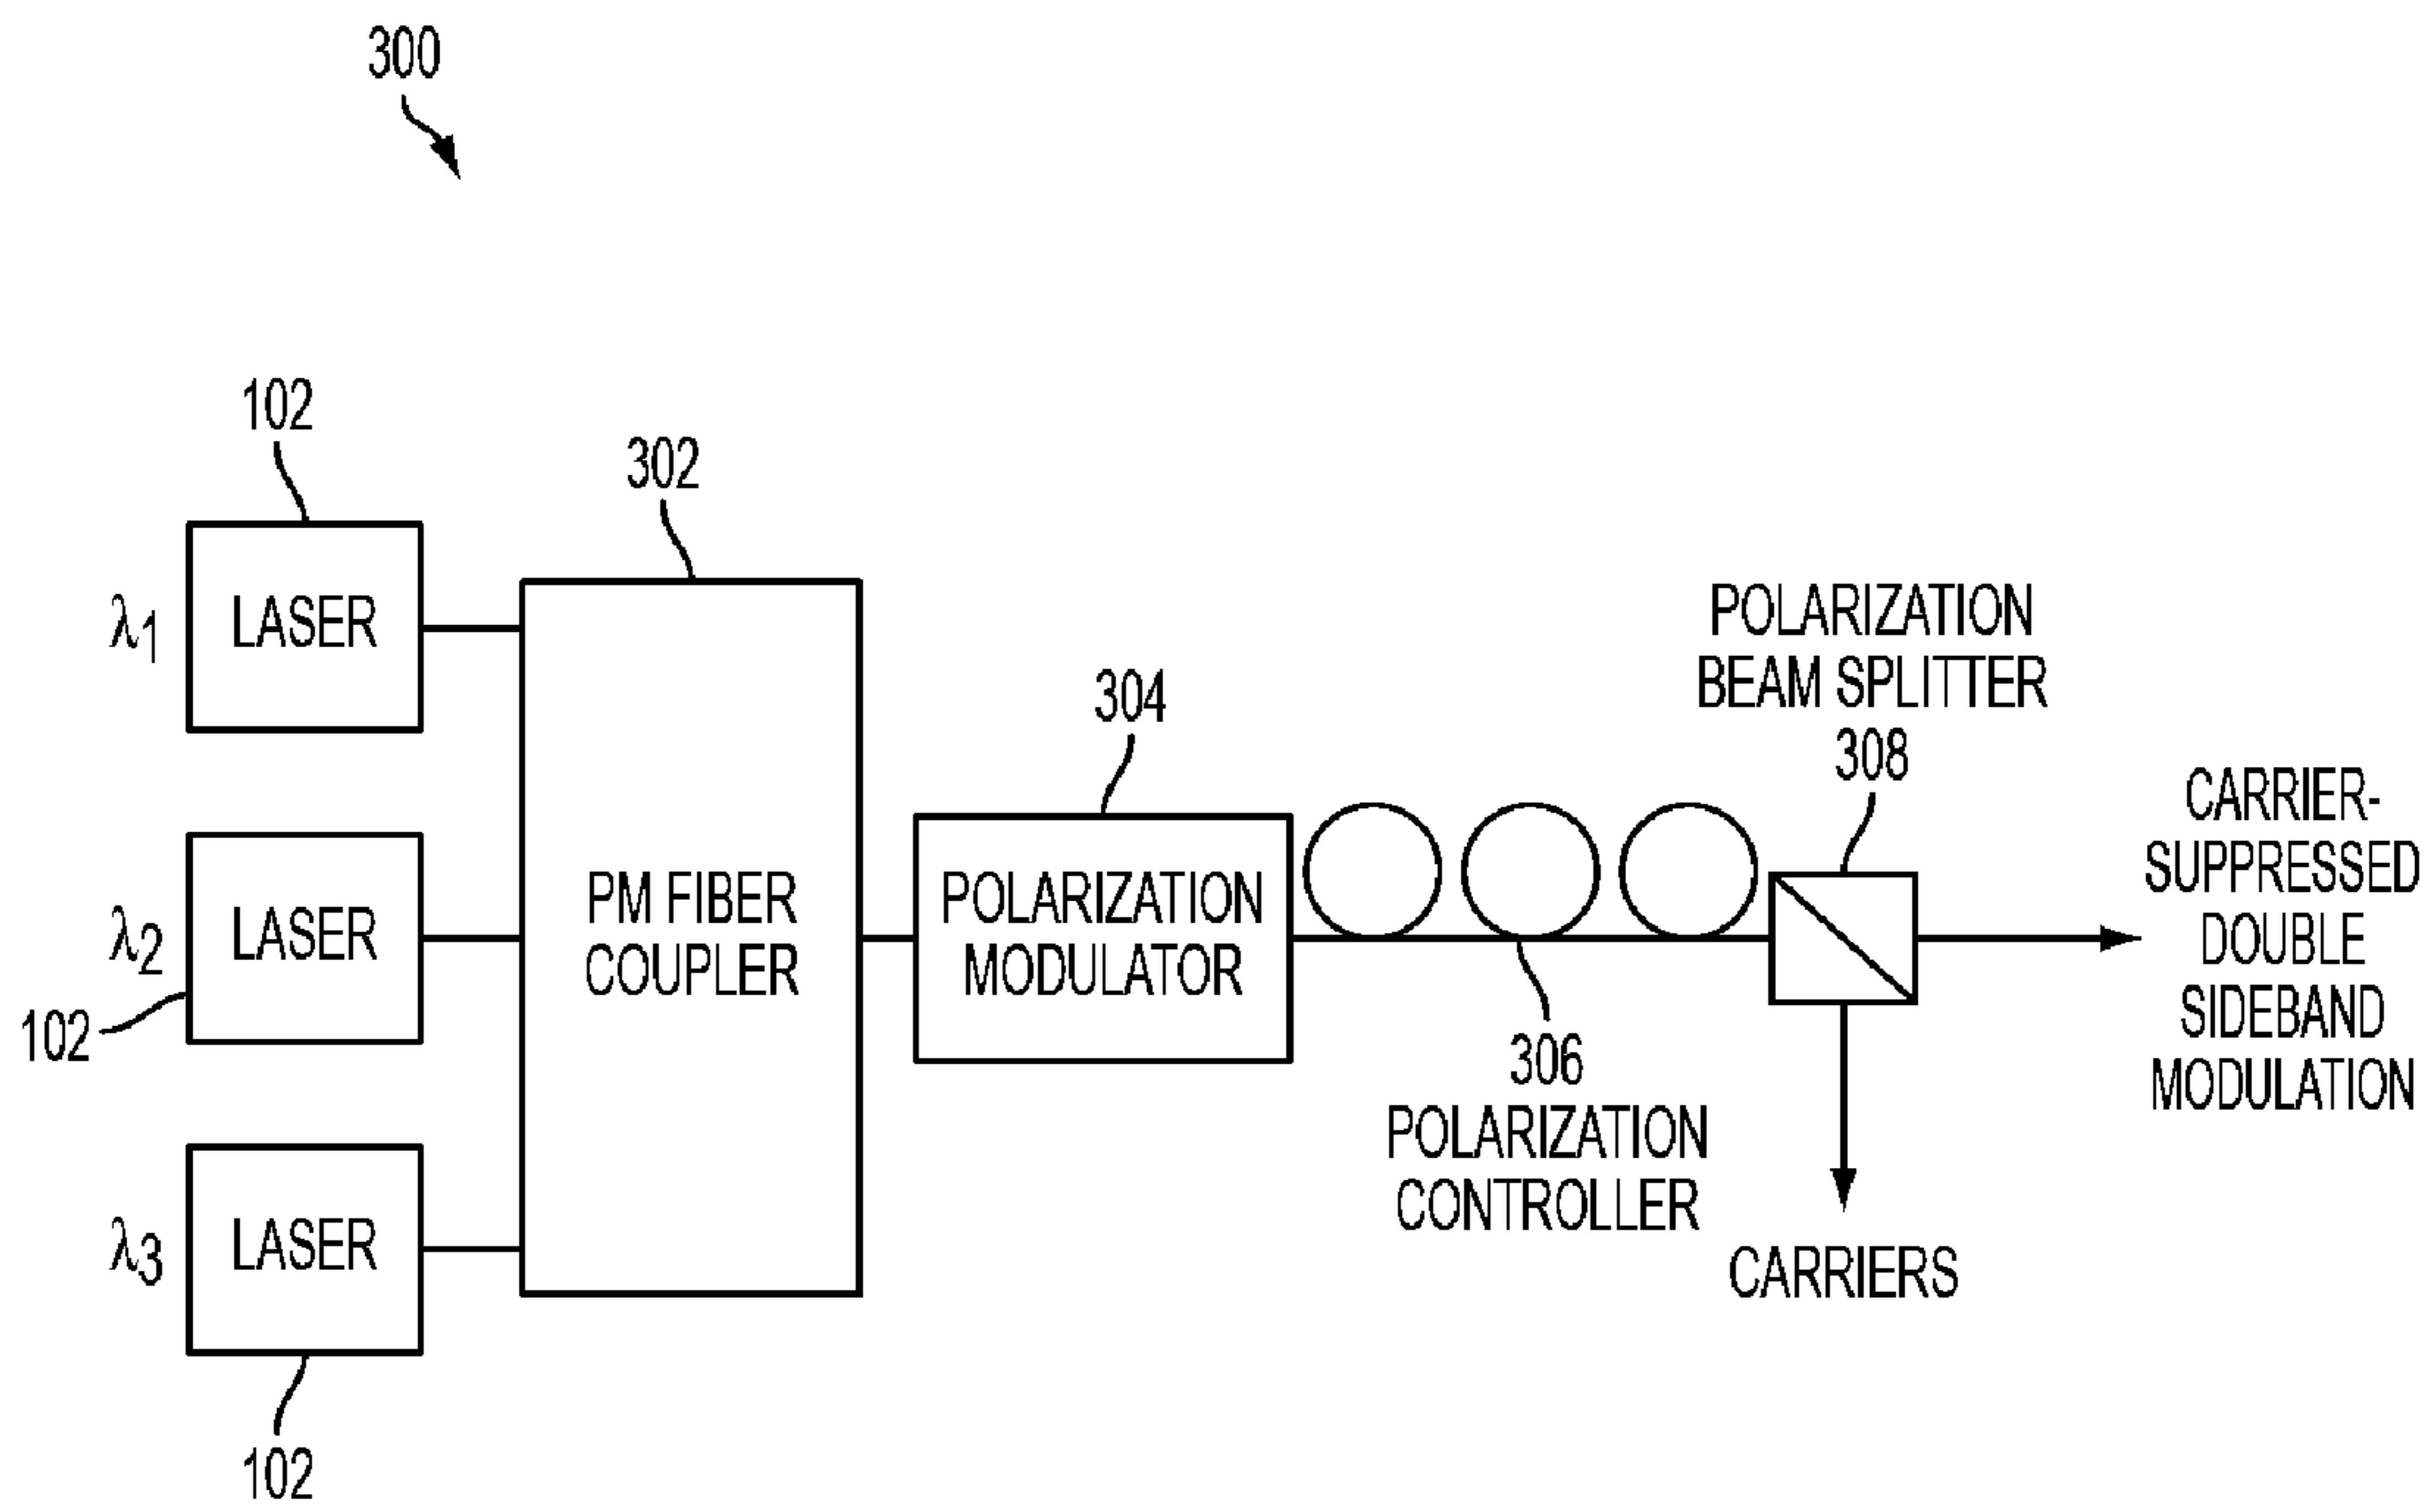 300
102
302
λ1
LASER
304
POLARIZATION
BEAM SPLITTER
308
λ2
LASER
102
PM FIBER
COUPLER
POLARIZATION
MODULATOR
CARRIER-
SUPPRESSED
DOUBLE
SIDEBAND
MODULATION
306
POLARIZATION
CONTROLLER
λ3
LASER
102
CARRIERS